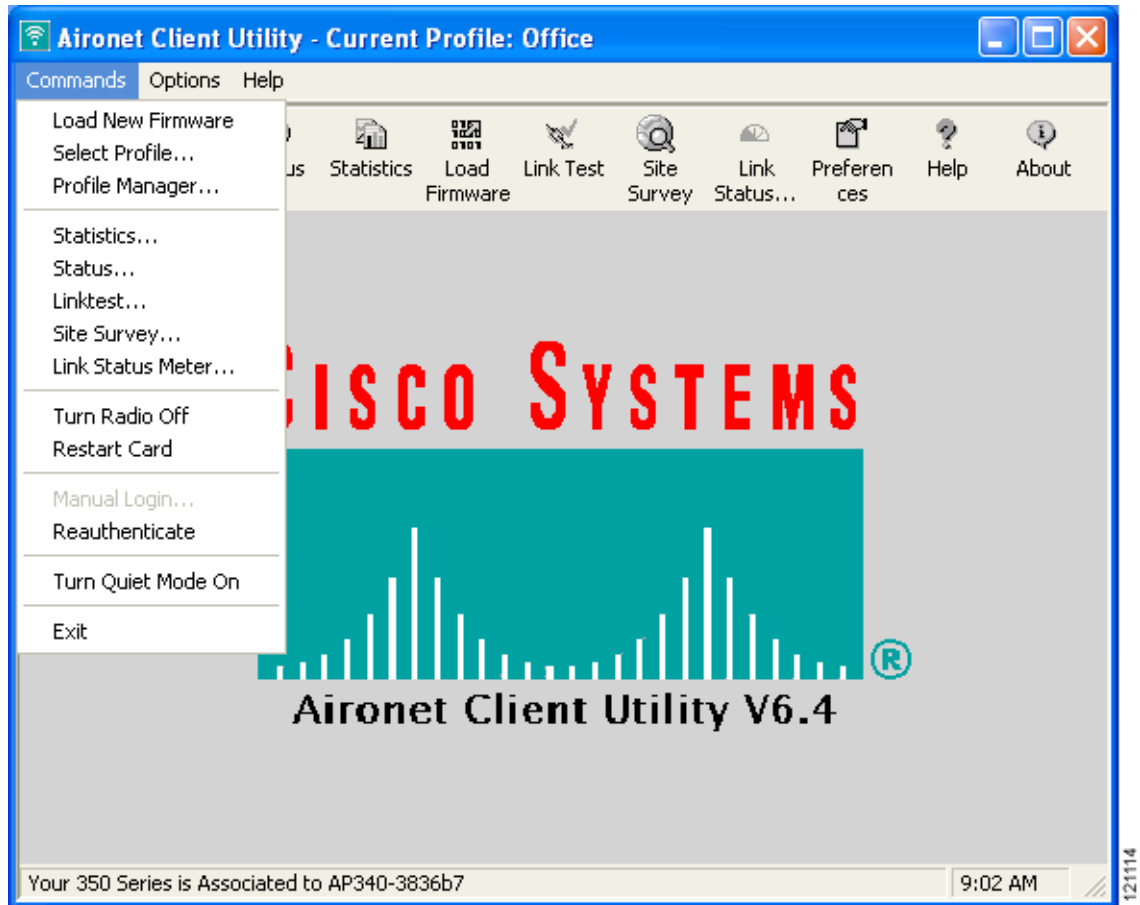 Aironet Client Utility - Current Profile: Office
Commands Options Help
Load New Firmware
Select Profile...
Profile Manager...
Statistics...
Status...
Linktest...
Site Survey...
Link Status Meter...
Turn Radio Off
Restart Card
Manual Login...
Reauthenticate
Turn Quiet Mode On
Exit
us Statistics Load Firmware Link Test Site Survey Link Status... Preferen ces Help About
CISCO SYSTEMS
®
Aironet Client Utility V6.4
Your 350 Series is Associated to AP340-3836b7 9:02 AM
121114